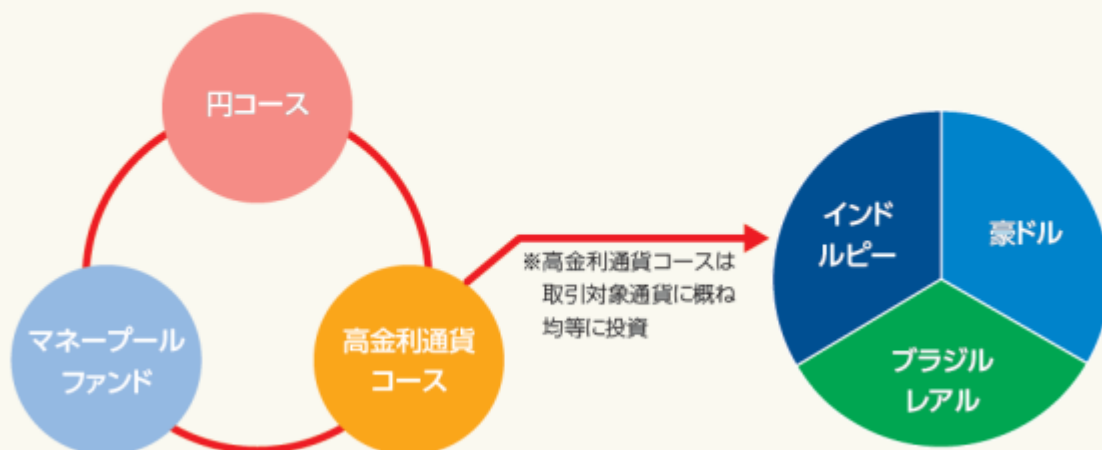 円コース
マネープール
ファンド
高金利通貨
コース
※高金利通貨コースは
取引対象通貨に概ね
均等に投資
インド
ルピー
豪ドル
ブラジル
レアル